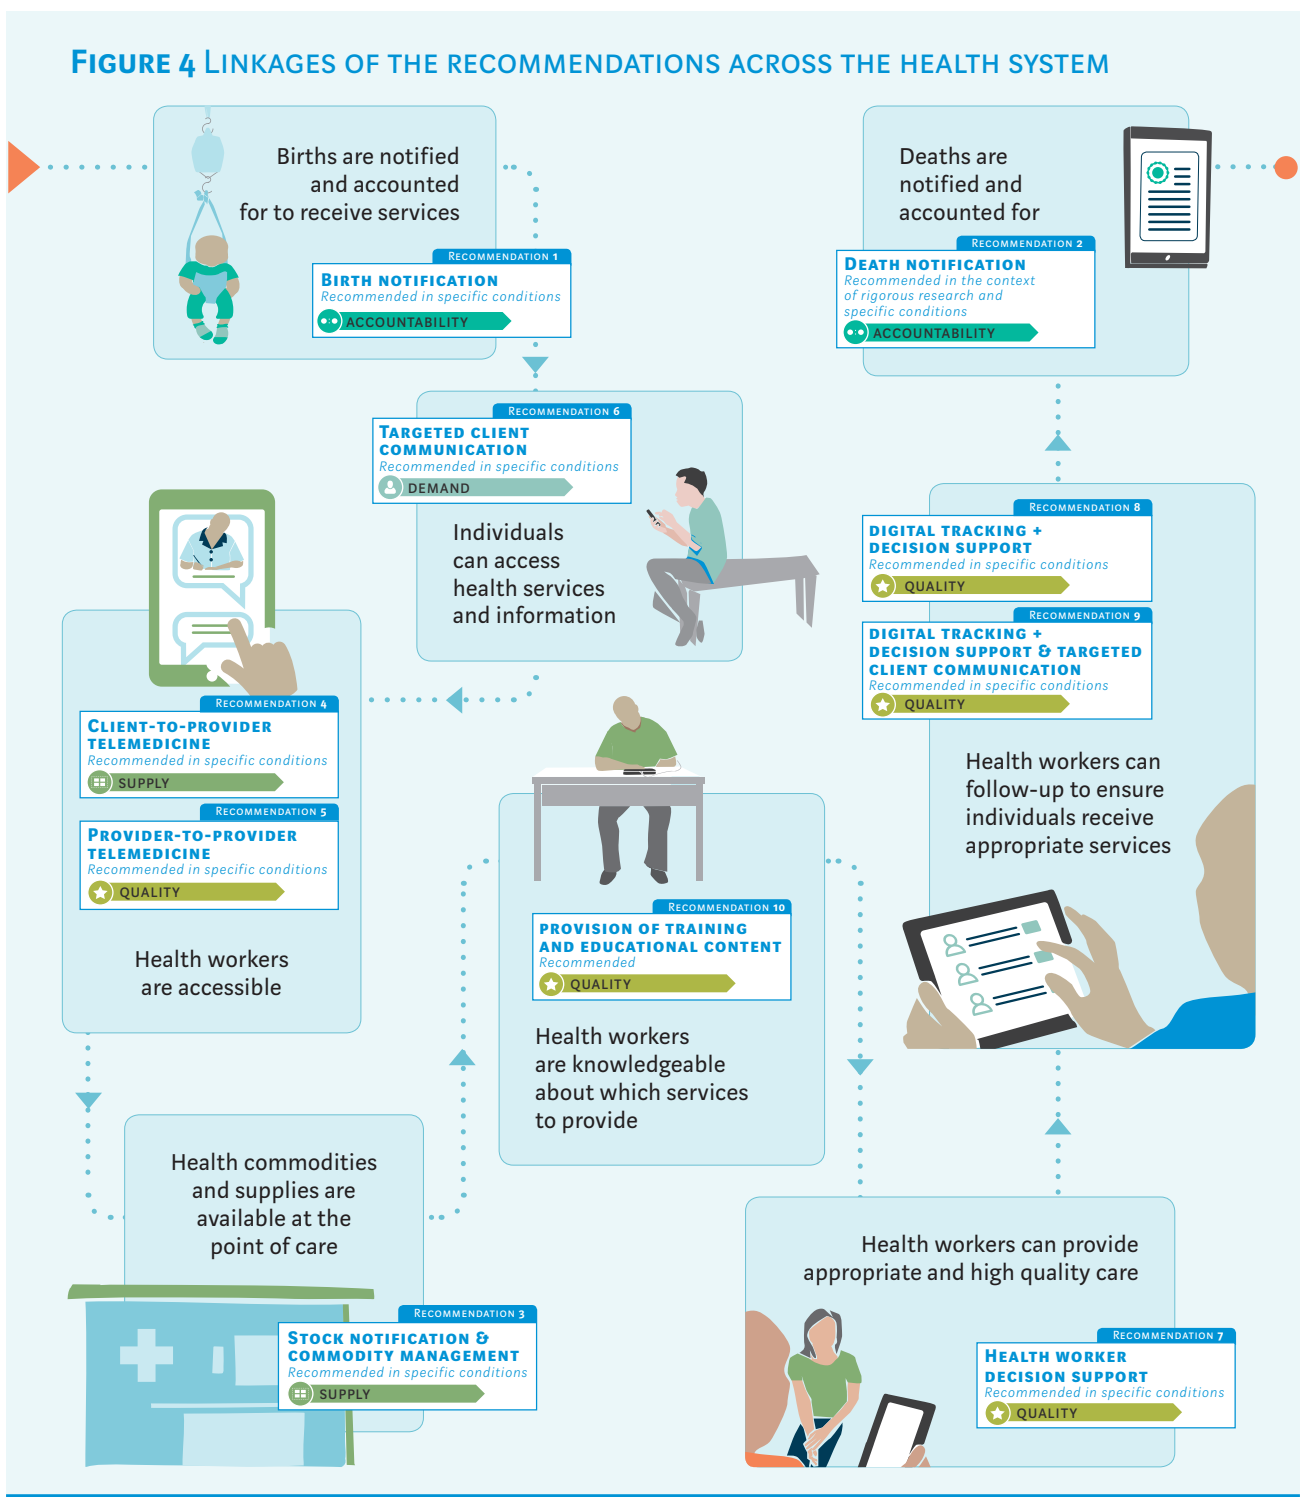 FIGURE 4 LINKAGES OF THE RECOMMENDATIONS ACROSS THE HEALTH SYSTEM
Births are notified
and accounted
for to receive services
RECOMMENDATION 1
BIRTH NOTIFICATION
Recommended in specific conditions
ACCOUNTABILITY
RECOMMENDATION 6
TARGETED CLIENT
COMMUNICATION
Recommended in specific conditions
DEMAND
Individuals
can access
health services
and information
RECOMMENDATION 4
CLIENT-TO-PROVIDER
TELEMEDICINE
Recommended in specific conditions
SUPPLY
RECOMMENDATION 5
PROVIDER-TO-PROVIDER
TELEMEDICINE
Recommended in specific conditions
QUALITY
Health workers
are accessible
Health commodities
and supplies are
available at the
point of care
RECOMMENDATION 3
STOCK NOTIFICATION &
COMMODITY MANAGEMENT
Recommended in specific conditions
SUPPLY
RECOMMENDATION 10
PROVISION OF TRAINING
AND EDUCATIONAL CONTENT
Recommended
QUALITY
Health workers
are knowledgeable
about which services
to provide
Health workers can provide
appropriate and high quality care
RECOMMENDATION 7
HEALTH WORKER
DECISION SUPPORT
Recommended in specific conditions
QUALITY
RECOMMENDATION 8
DIGITAL TRACKING +
DECISION SUPPORT
Recommended in specific conditions
QUALITY
RECOMMENDATION 9
DIGITAL TRACKING +
DECISION SUPPORT & TARGETED
CLIENT COMMUNICATION
Recommended in specific conditions
QUALITY
Health workers can
follow-up to ensure
individuals receive
appropriate services
Deaths are
notified and
accounted for
RECOMMENDATION 2
DEATH NOTIFICATION
Recommended in the context
of rigorous research and
specific conditions
ACCOUNTABILITY